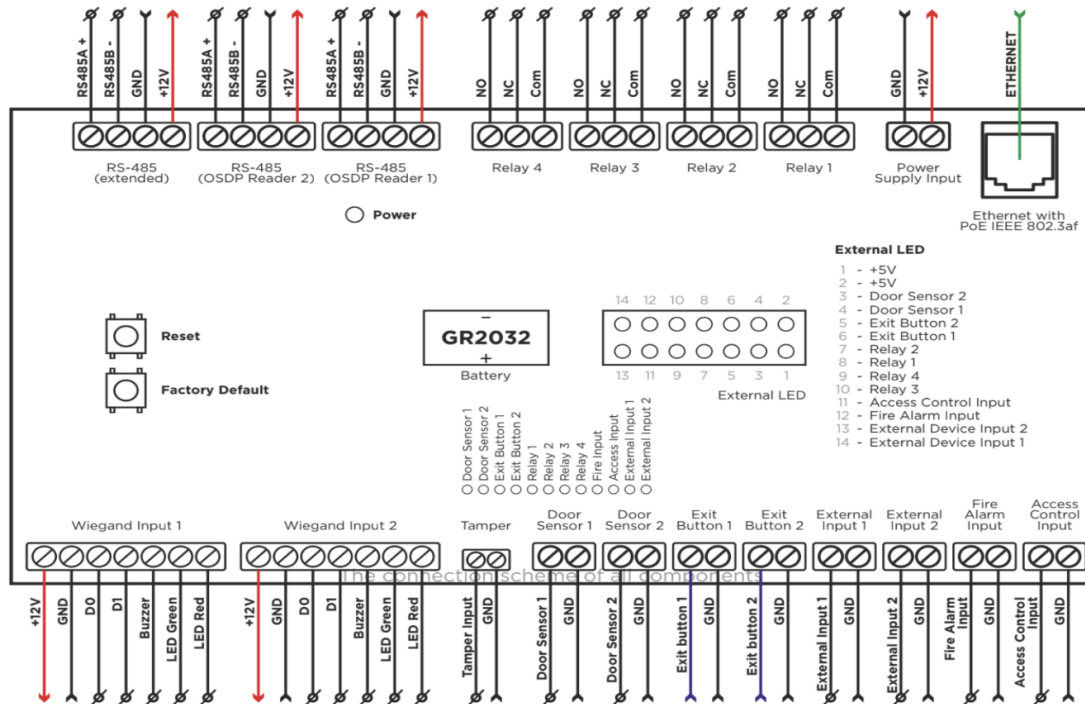 RS485A +
RS485B -
GND
+12V
RS485A +
RS485B -
GND
+12V
RS485A +
RS485B -
GND
+12V
NO
NC
Com
NO
NC
Com
NO
NC
Com
NO
NC
Com
GND
+12V
ETHERNET
RS-485
(extended)
RS-485
(OSDP Reader 2)
RS-485
(OSDP Reader 1)
Relay 4
Relay 3
Relay 2
Relay 1
Power
Supply Input
Ethernet with
PoE IEEE 802.3af
Power
External LED
1 - +5V
2 - +5V
3 - Door Sensor 2
4 - Door Sensor 1
5 - Exit Button 2
6 - Exit Button 1
7 - Relay 2
8 - Relay 1
9 - Relay 4
10 - Relay 3
11 - Access Control Input
12 - Fire Alarm Input
13 - External Device Input 2
14 - External Device Input 1
Reset
Factory Default
−
GR2032
+
Battery
14 12 10 8 6 4 2
13 11 9 7 5 3 1
External LED
Door Sensor 1
Door Sensor 2
Exit Button 1
Exit Button 2
Relay 1
Relay 2
Relay 3
Relay 4
Fire Input
Access Input
External Input 1
External Input 2
Wiegand Input 1
Wiegand Input 2
Tamper
Door
Sensor 1
Door
Sensor 2
Exit
Button 1
Exit
Button 2
External
Input 1
External
Input 2
Fire
Alarm
Input
Access
Control
Input
The connection scheme of all components
+12V
GND
D0
D1
Buzzer
LED Green
LED Red
+12V
GND
D0
D1
Buzzer
LED Green
LED Red
Tamper Input
GND
Door Sensor 1
GND
Door Sensor 2
GND
Exit button 1
GND
Exit button 2
GND
External Input 1
GND
External Input 2
GND
Fire Alarm
Input
GND
Access Control
Input
GND